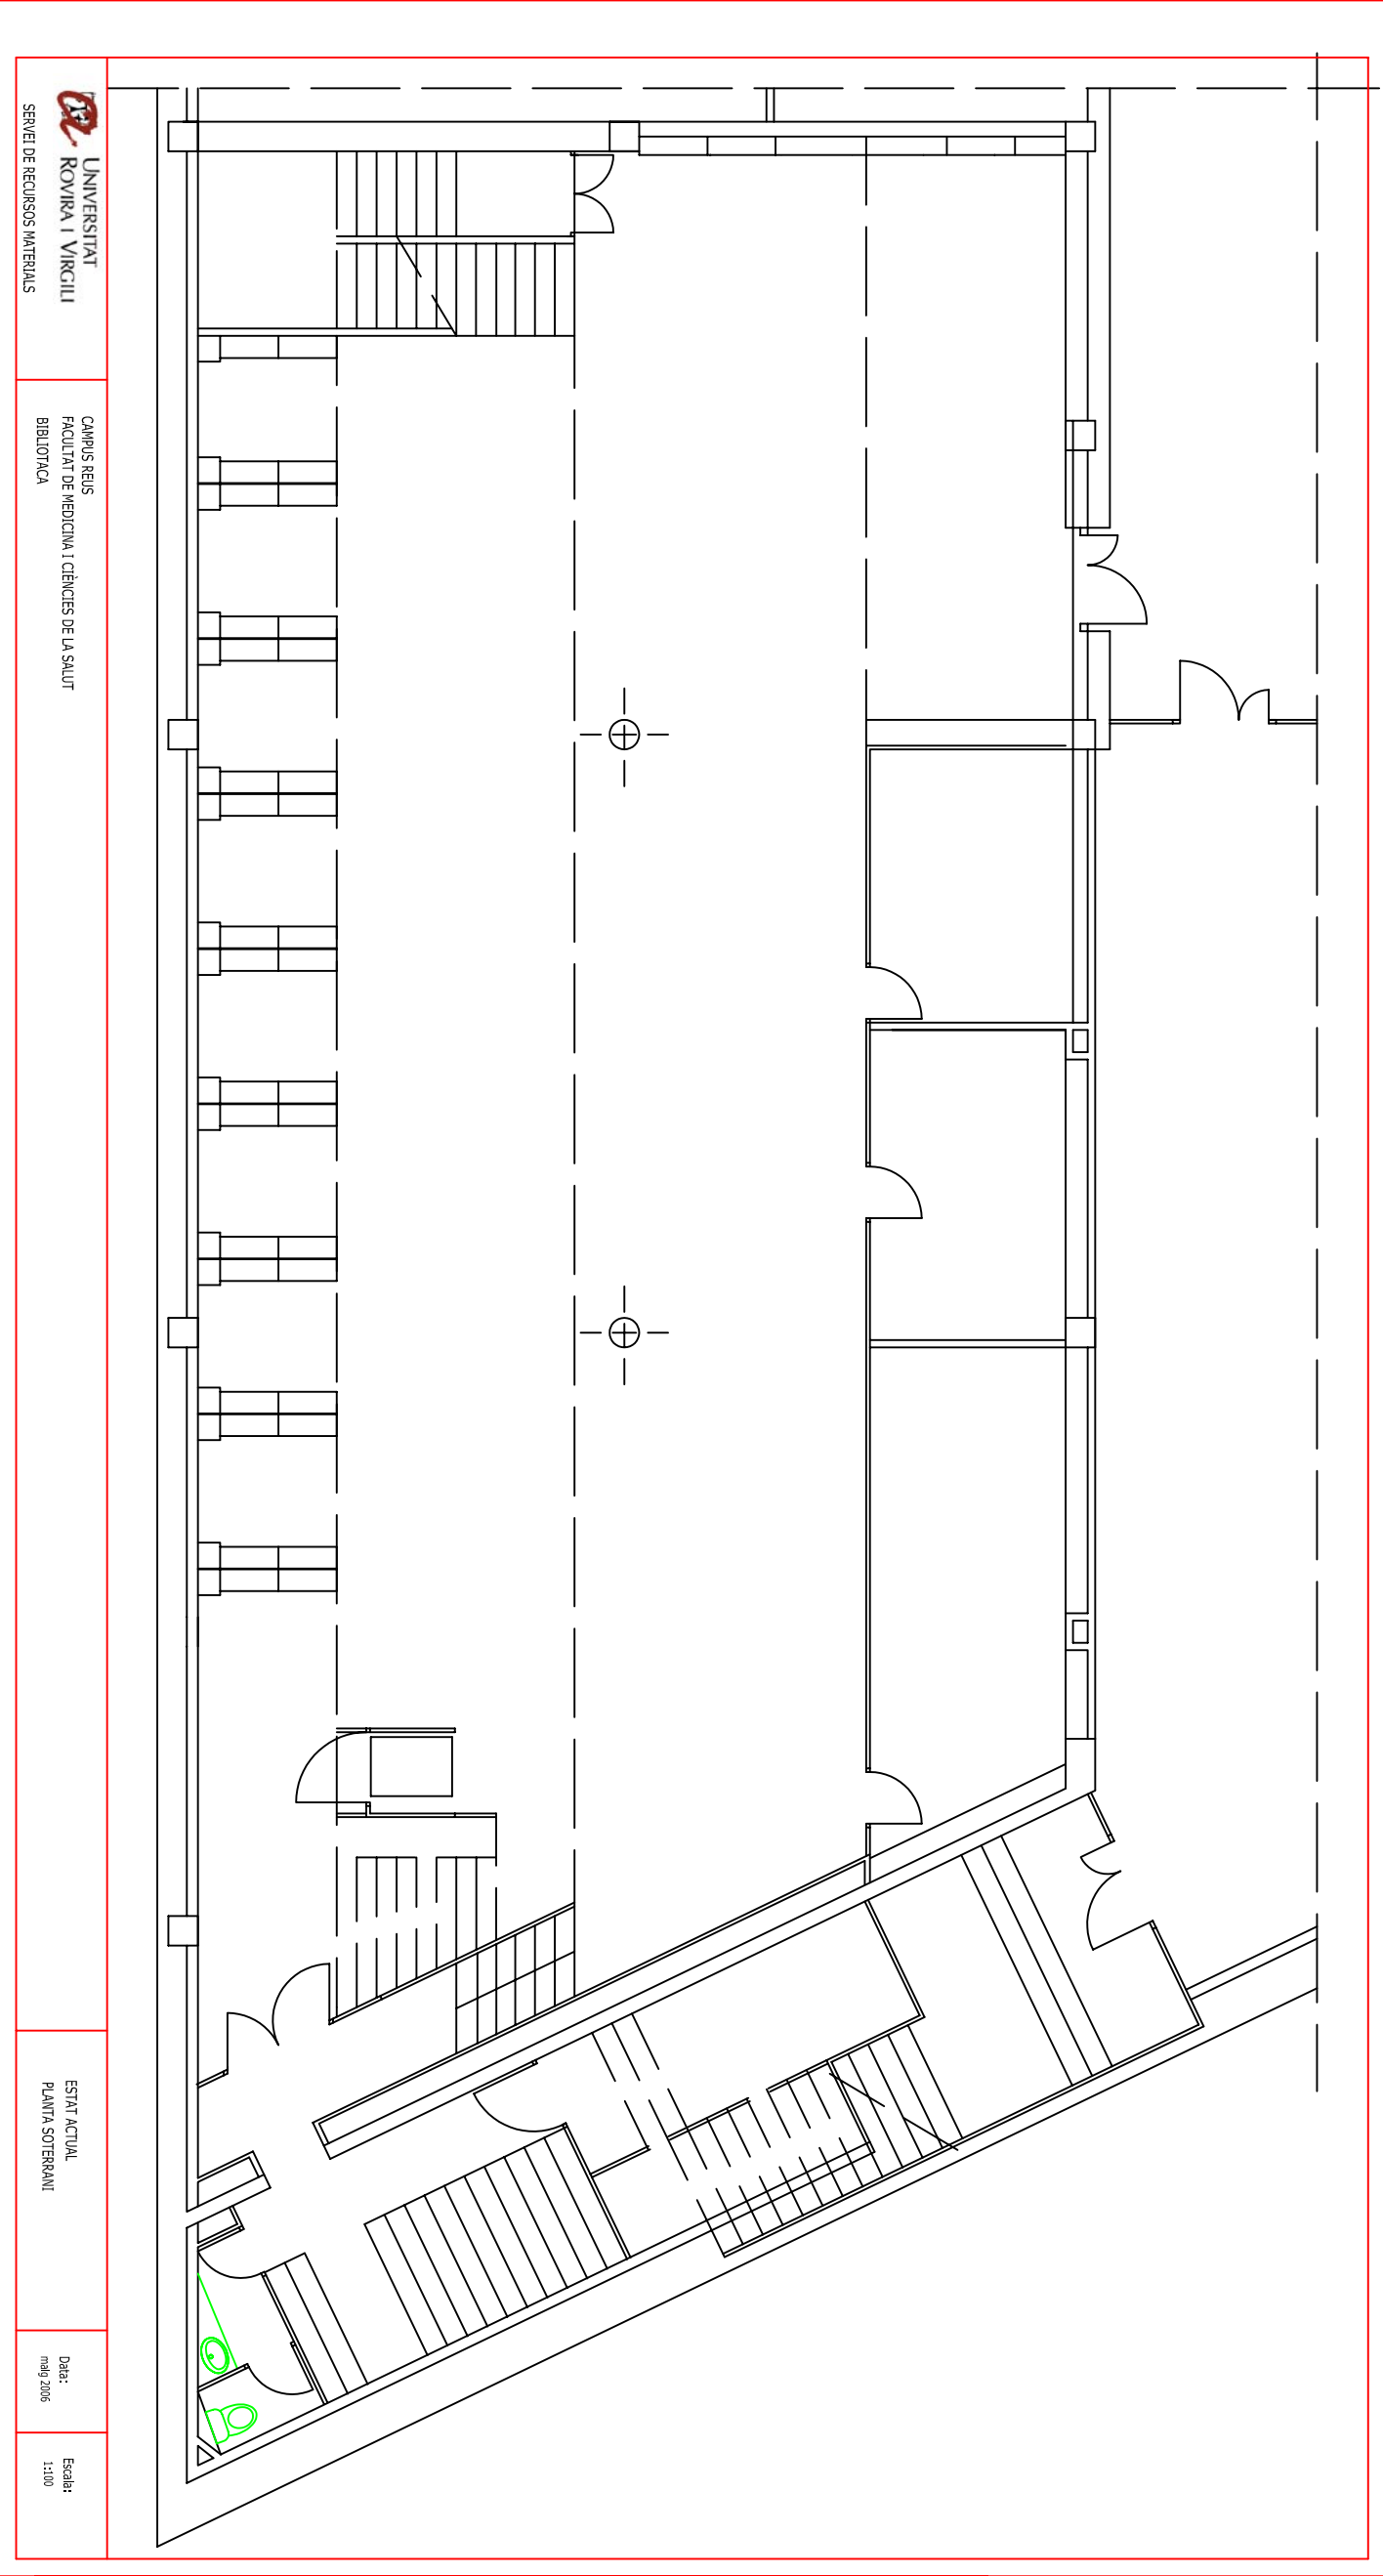 UNIVERSITAT
ROVIRA I VIRGILI
SERVEI DE RECURSOS MATERIALS
CAMPUS REUS
FACULTAT DE MEDICINA I CIÈNCIES DE LA SALUT
BIBLIOTACA
ESTAT ACTUAL
PLANTA SOTERRANI
Data:
maig 2006
Escala:
1:100